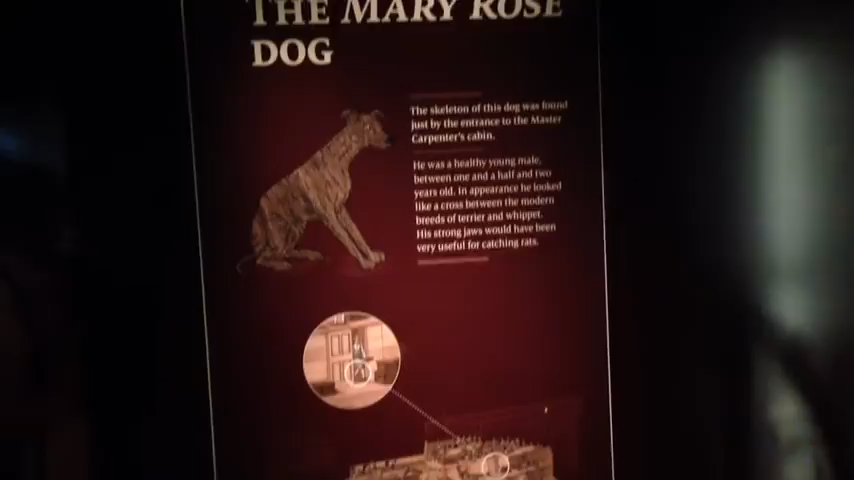 THE MARY ROSE
DOG
The skeleton of this dog was found
just by the entrance to the Master
Carpenter's cabin.
He was a healthy young male,
between one and a half and two
years old. In appearance he looked
like a cross between the modern
breeds of terrier and whippet.
His strong jaws would have been
very useful for catching rats.